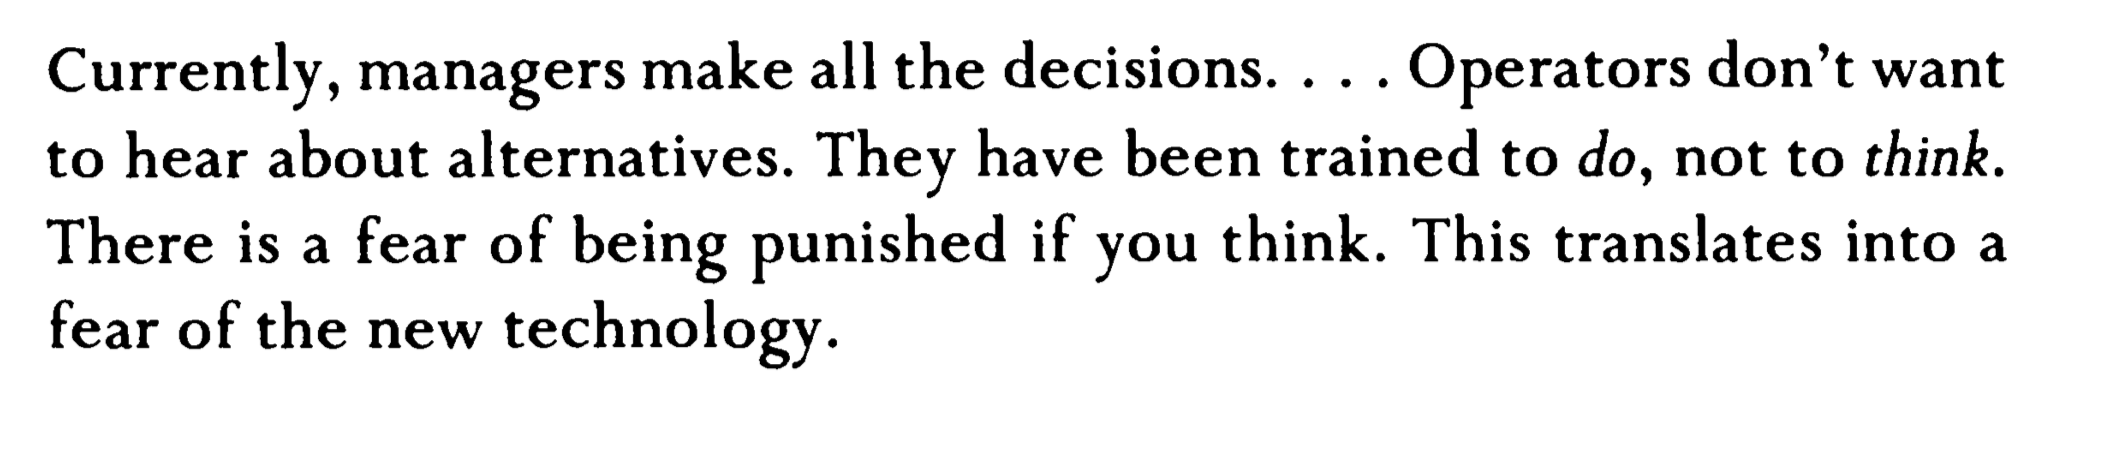 Currently, managers make all the decisions. . . . Operators don’t want
to hear about alternatives. They have been trained to do, not to think.
There is a fear of being punished if you think. This translates into a
fear of the new technology.